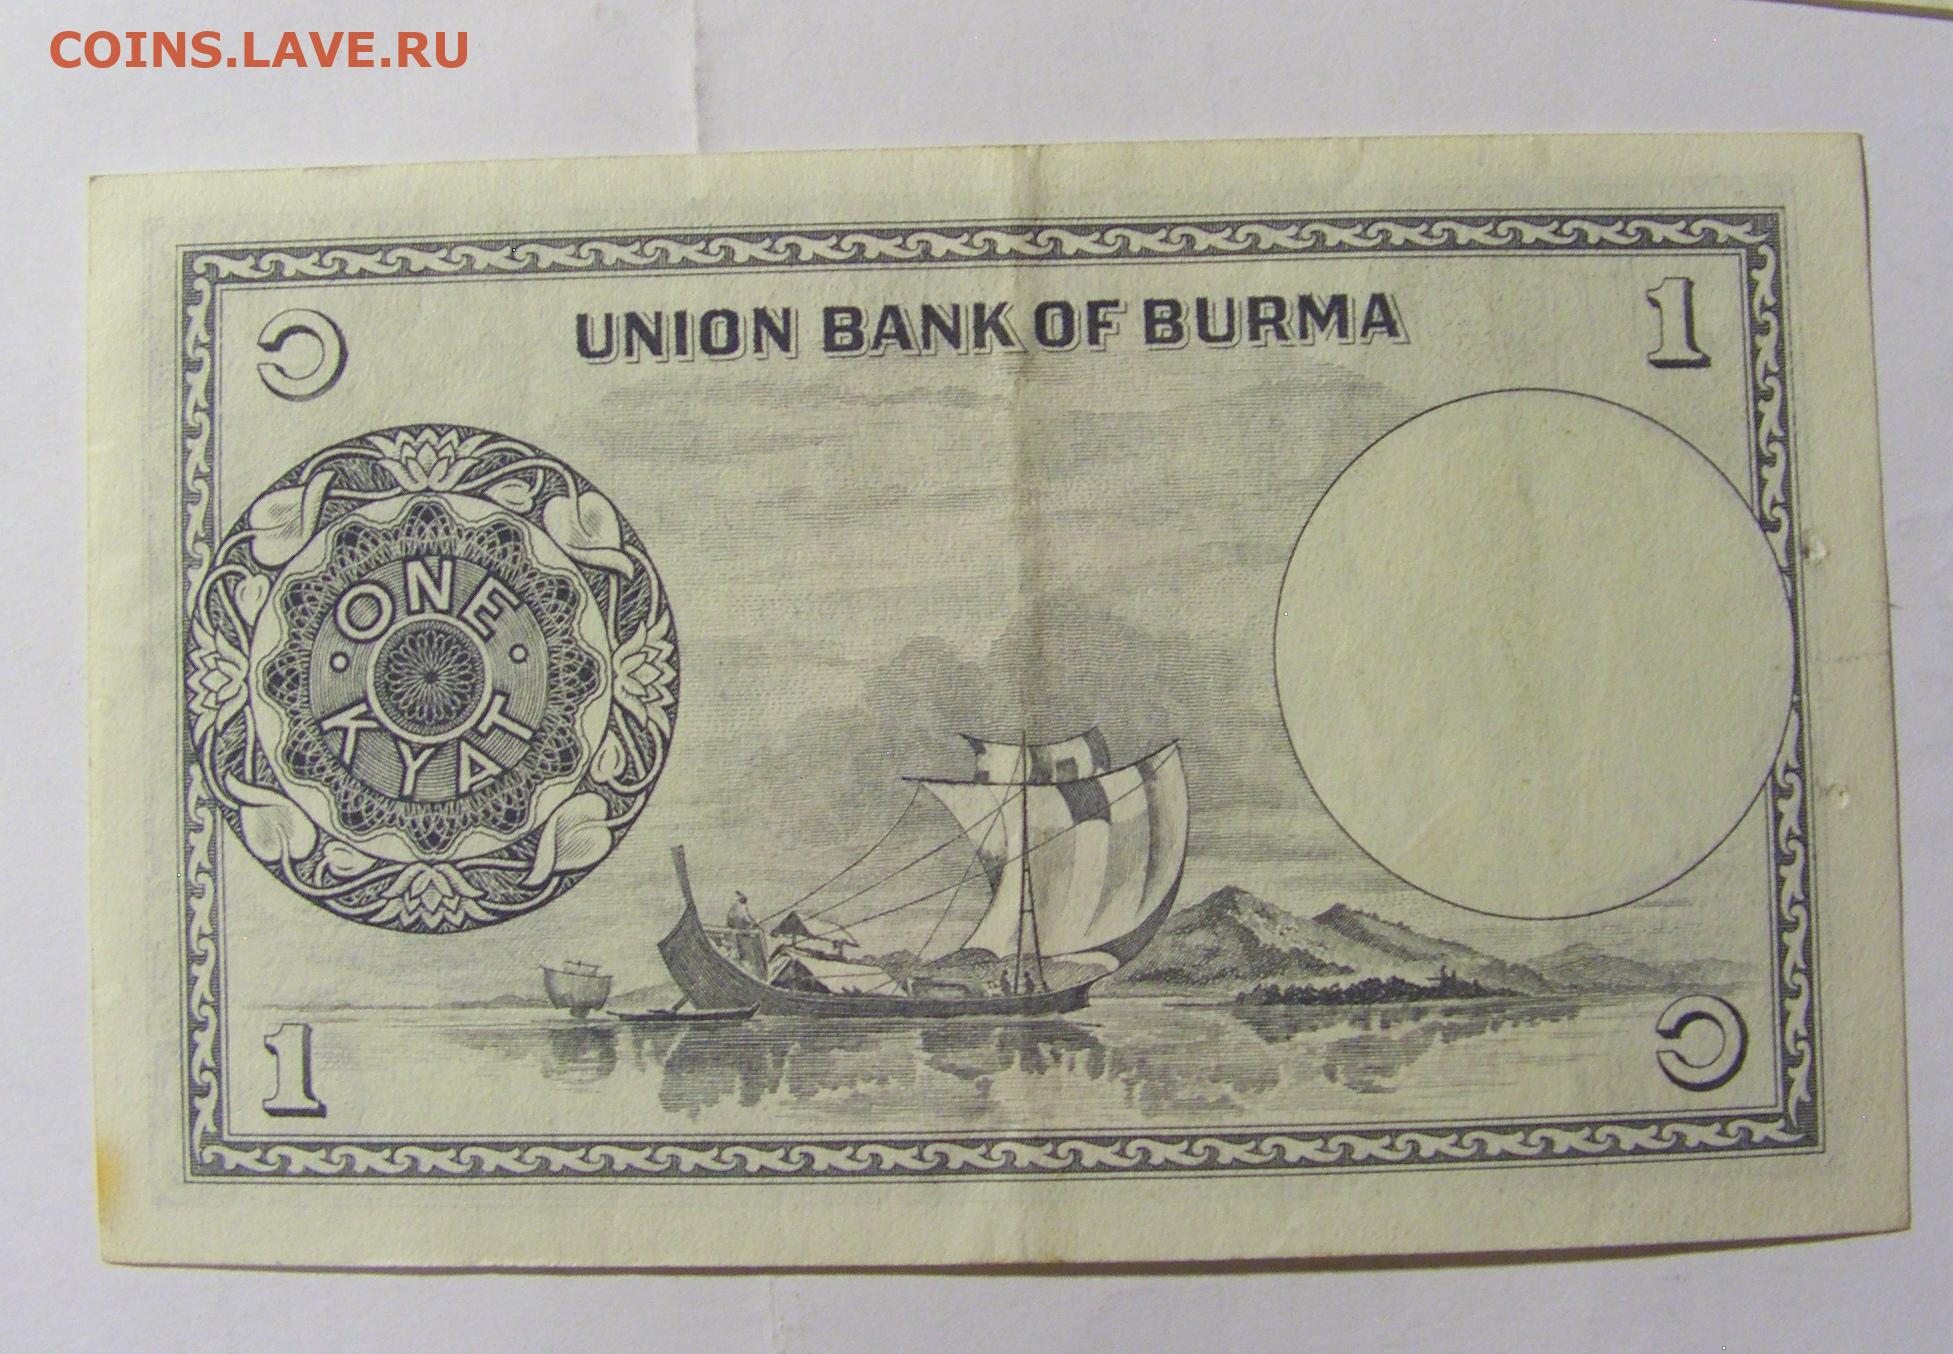 COINS.LAVE.RU
၁
UNION BANK OF BURMA
1
ONE
KYAT
1
၁